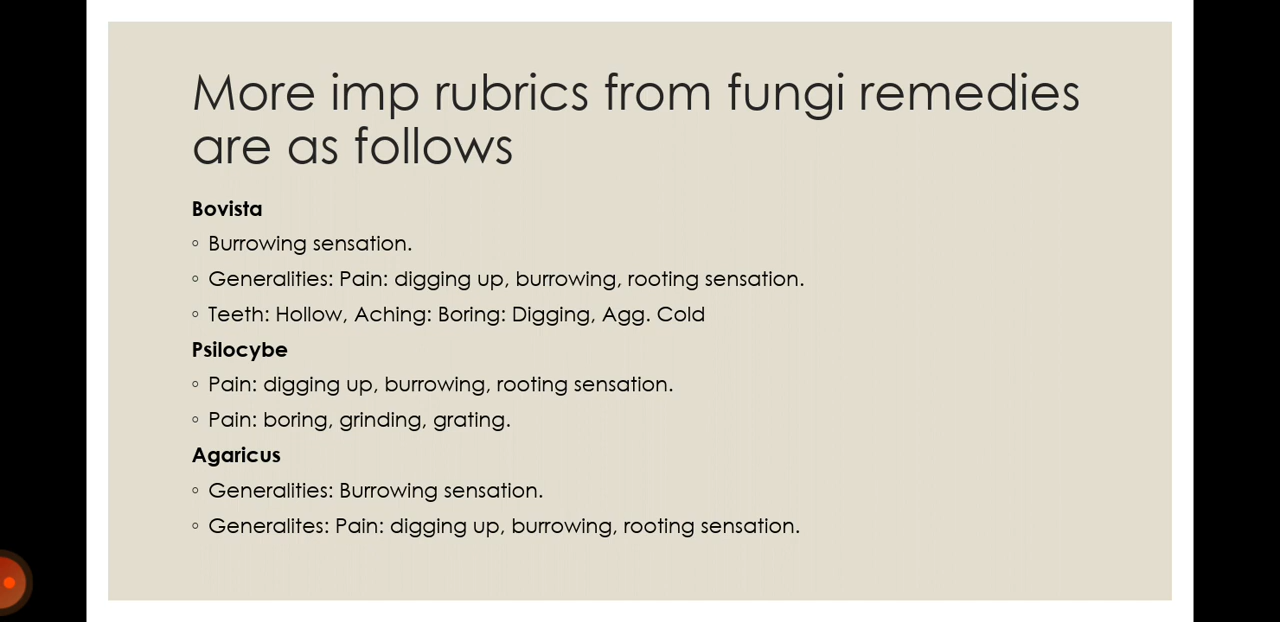 More imp rubrics from fungi remedies
are as follows
Bovista
◦ Burrowing sensation.
◦ Generalities: Pain: digging up, burrowing, rooting sensation.
◦ Teeth: Hollow, Aching: Boring: Digging, Agg. Cold
Psilocybe
◦ Pain: digging up, burrowing, rooting sensation.
◦ Pain: boring, grinding, grating.
Agaricus
◦ Generalities: Burrowing sensation.
◦ Generalites: Pain: digging up, burrowing, rooting sensation.